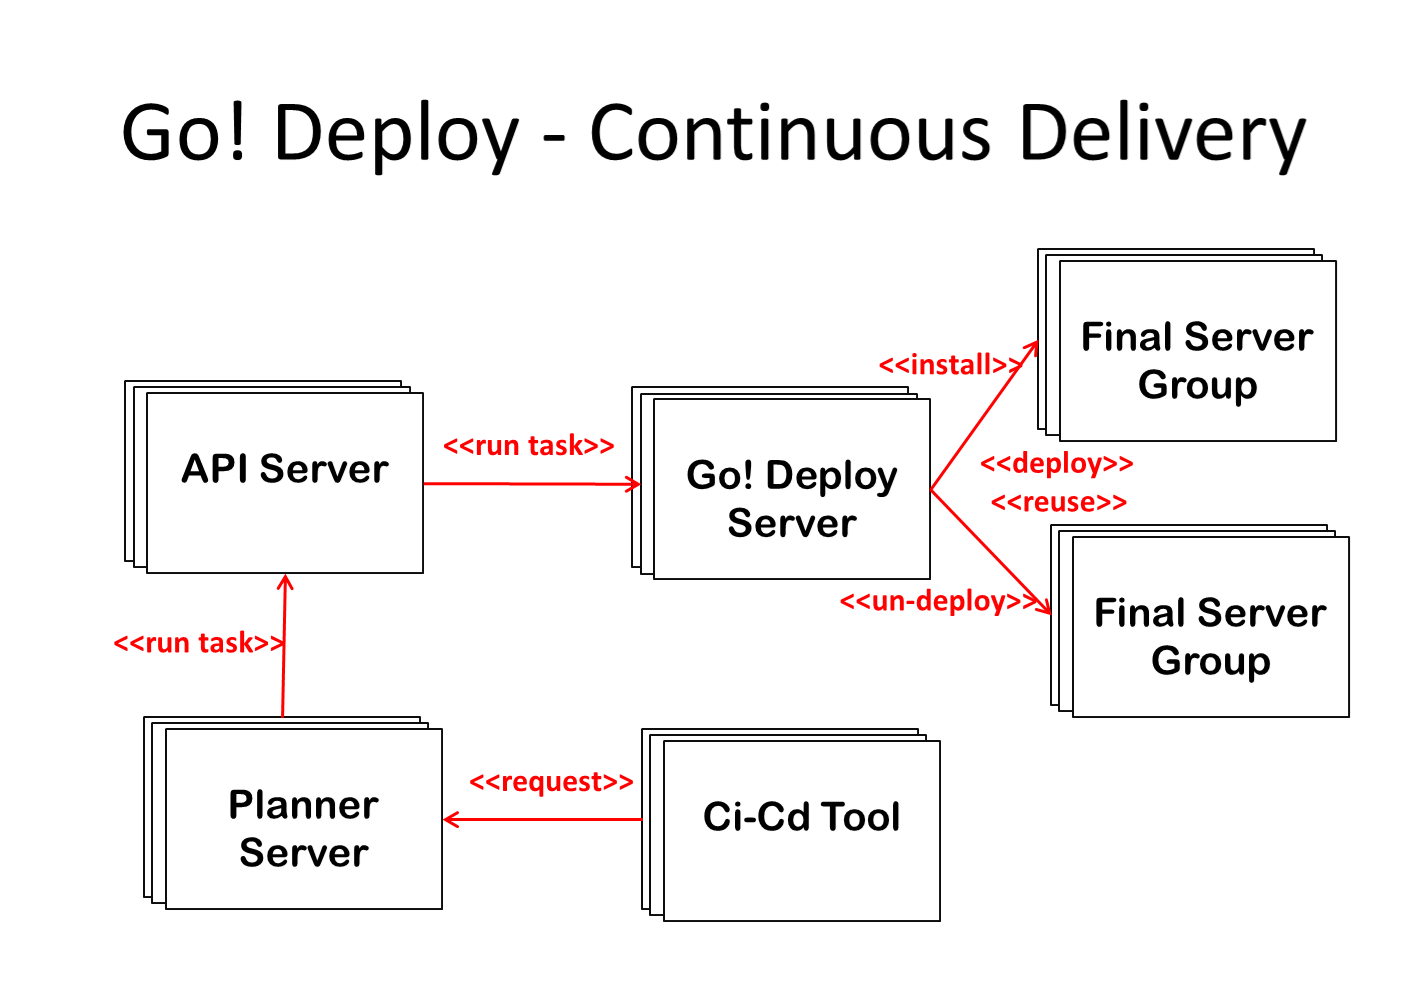 Go! Deploy - Continuous Delivery
Final Server
Group
<<install>>
API Server
<<run task>>
Go! Deploy
Server
<<deploy>>
<<reuse>>
<<un-deploy>>
Final Server
Group
<<run task>>
Planner
Server
<<request>>
Ci-Cd Tool